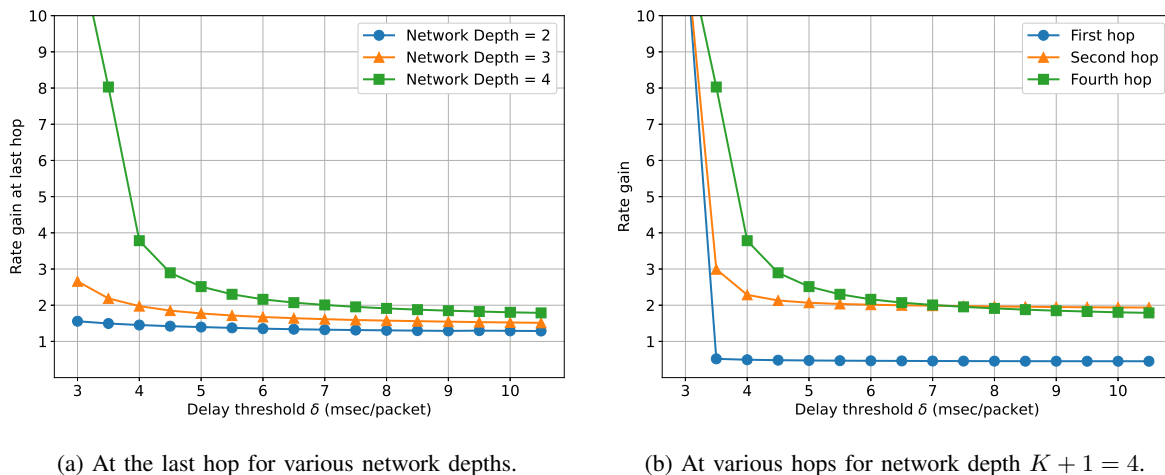 10
9
8
7
6
5
4
3
2
1
Rate gain at last hop
Network Depth = 2
Network Depth = 3
Network Depth = 4
3 4 5 6 7 8 9 10
Delay threshold δ (msec/packet)
(a) At the last hop for various network depths.
10
9
8
7
6
5
4
3
2
1
Rate gain
First hop
Second hop
Fourth hop
3 4 5 6 7 8 9 10
Delay threshold δ (msec/packet)
(b) At various hops for network depth K + 1 = 4.